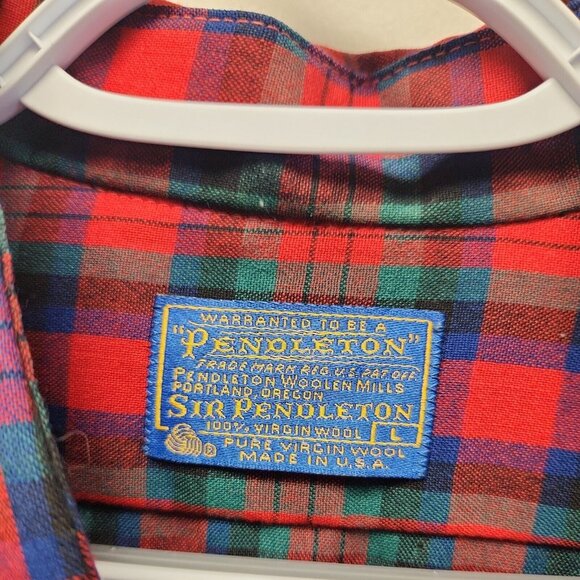 WARRANTED TO BE A
"PENDLETON"
TRADE MARK REG. U.S. PAT. OFF.
PENDLETON WOOLEN MILLS
PORTLAND, OREGON
SIR PENDLETON
100% VIRGIN WOOL L
PURE VIRGIN WOOL
MADE IN U.S.A.